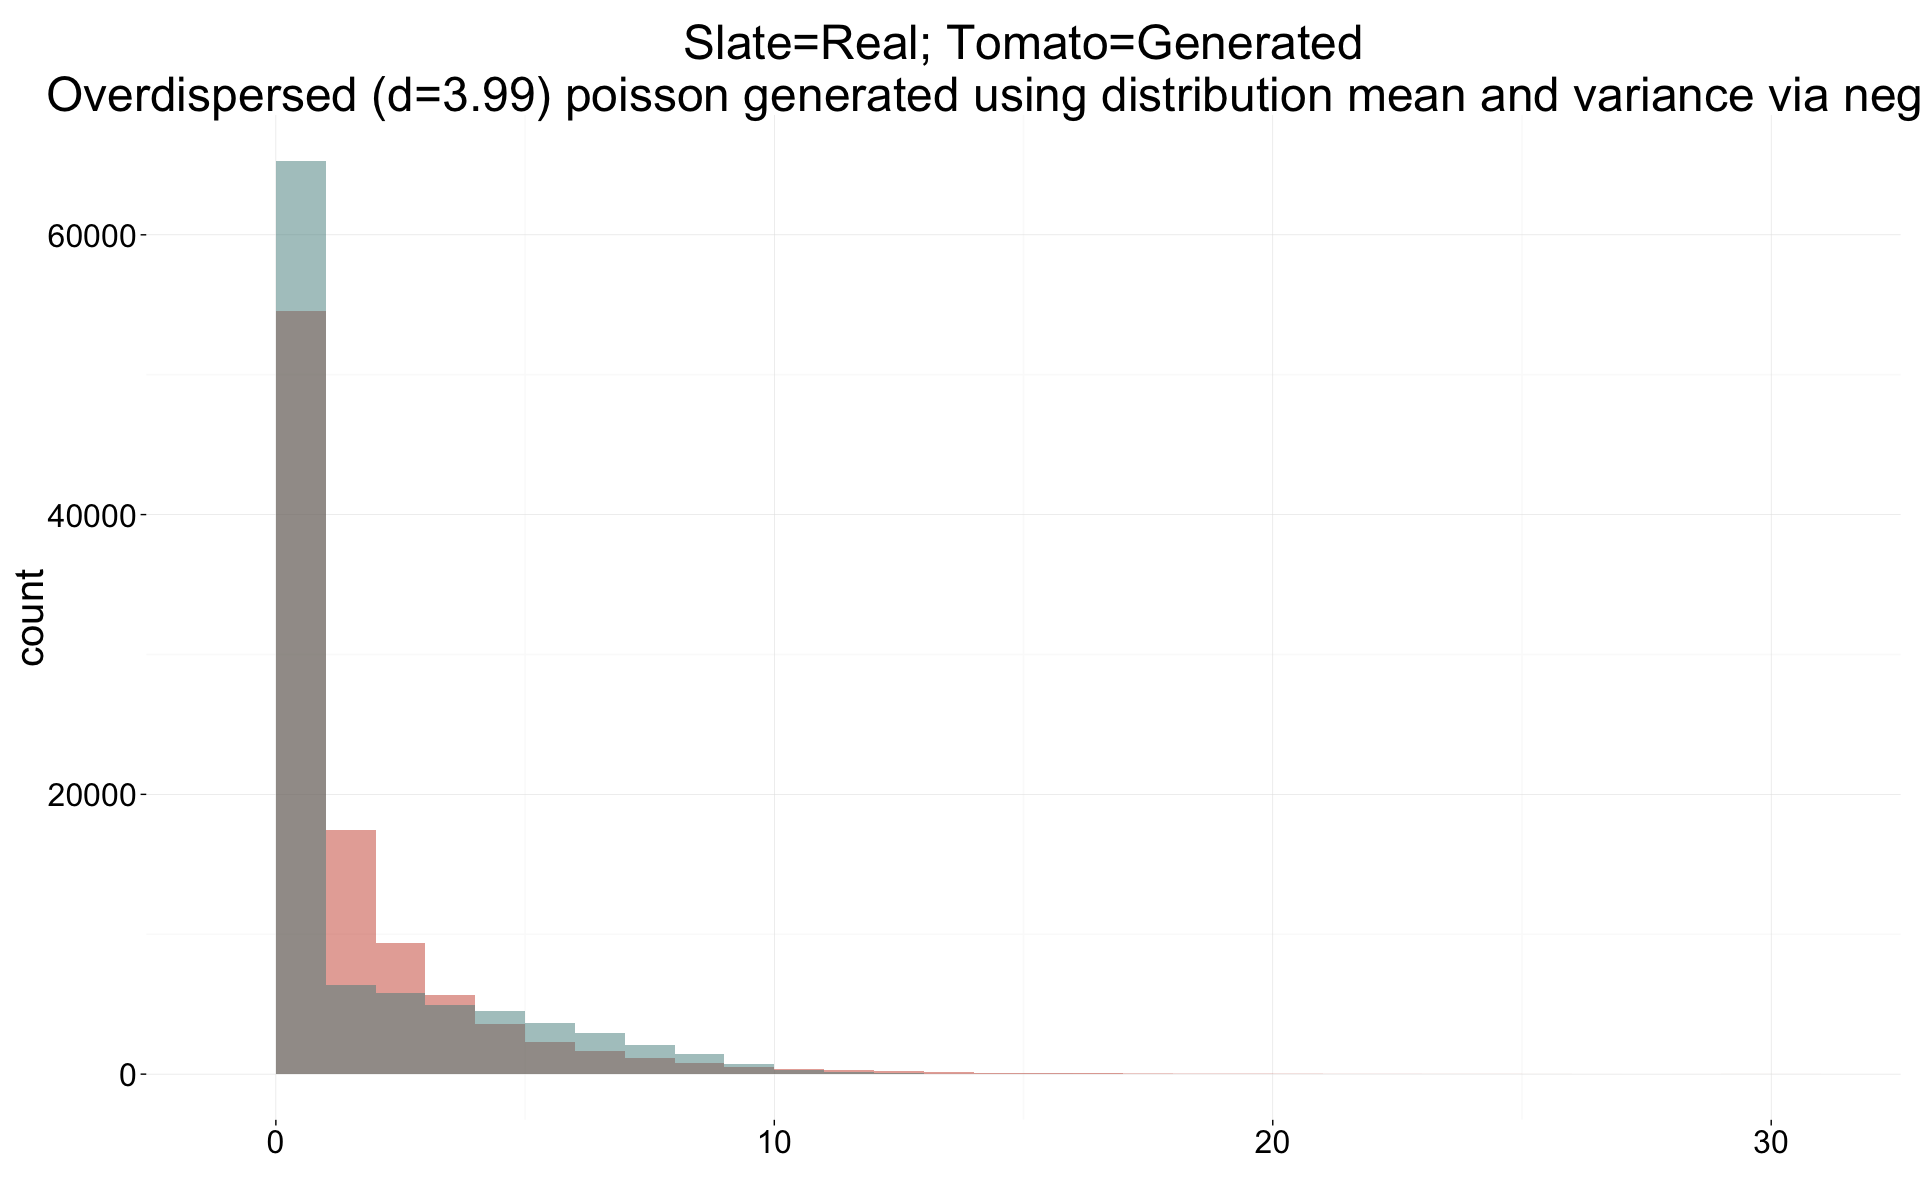 Slate=Real; Tomato=Generated
Overdispersed (d=3.99) poisson generated using distribution mean and variance via neg
60000
40000
20000
0
count
0
10
20
30